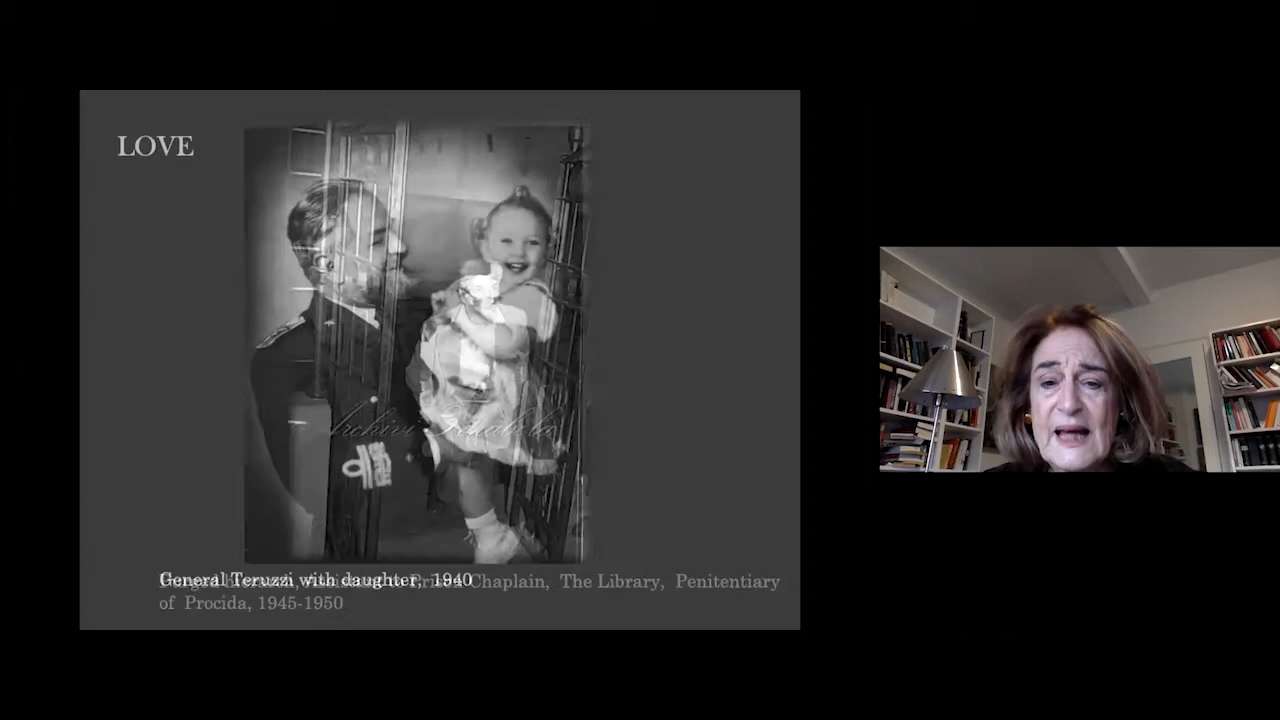 LOVE
General Teruzzi with daughter, 1940
Chaplain, The Library, Penitentiary
of Procida, 1945-1950